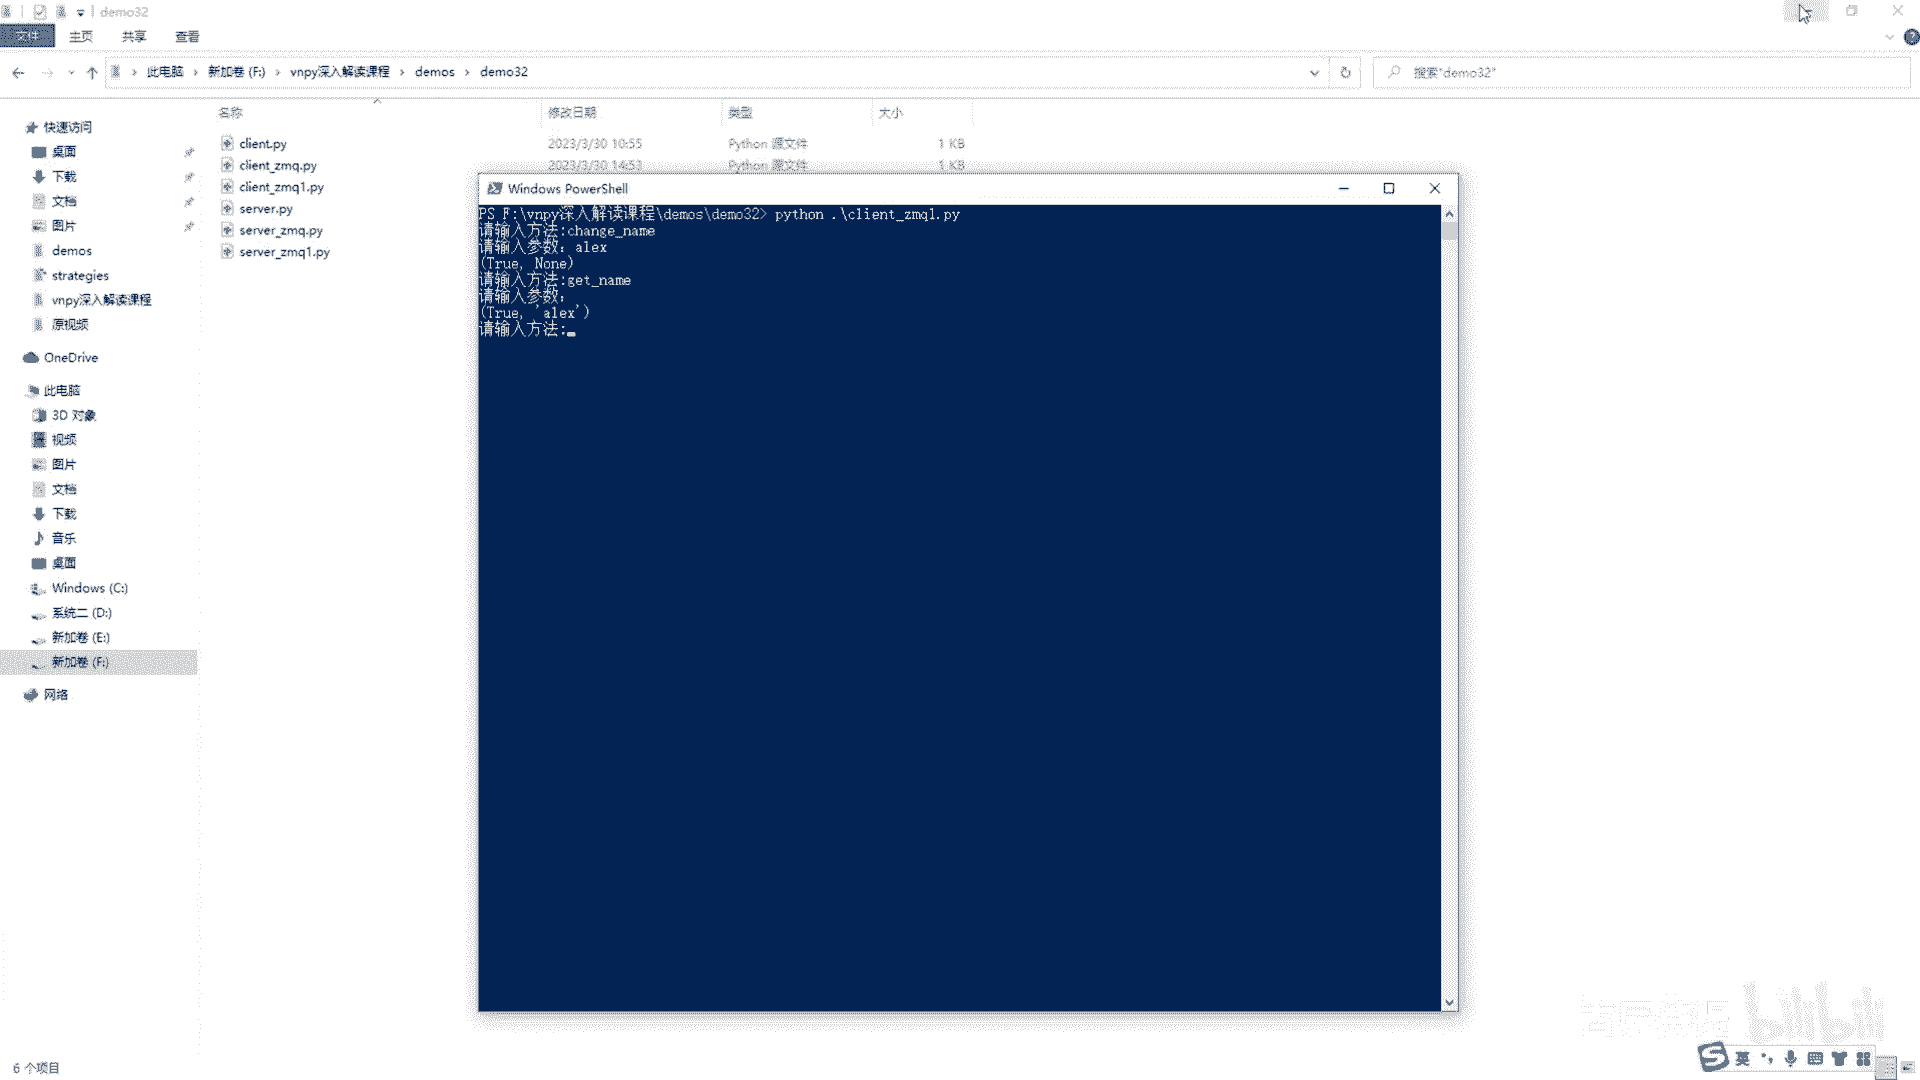 demo32
文件 主页 共享 查看
此电脑 › 新加卷 (F:) › vnpy深入解读课程 › demos › demo32
搜索"demo32"
名称 修改日期 类型 大小
client.py 2023/3/30 10:55 Python 源文件 1 KB
client_zmq.py 2023/3/30 14:53 Python 源文件 1 KB
client_zmq1.py
server.py
server_zmq.py
server_zmq1.py
快速访问
桌面
下载
文档
图片
demos
strategies
vnpy深入解读课程
原视频
OneDrive
此电脑
3D 对象
视频
图片
文档
下载
音乐
桌面
Windows (C:)
系统二 (D:)
新加卷 (E:)
新加卷 (F:)
网络
Windows PowerShell
PS F:\vnpy深入解读课程\demos\demo32> python .\client_zmq1.py
请输入方法:change_name
请输入参数: alex
(True, None)
请输入方法:get_name
请输入参数:
(True, 'alex')
请输入方法:
bilibili
英
6 个项目